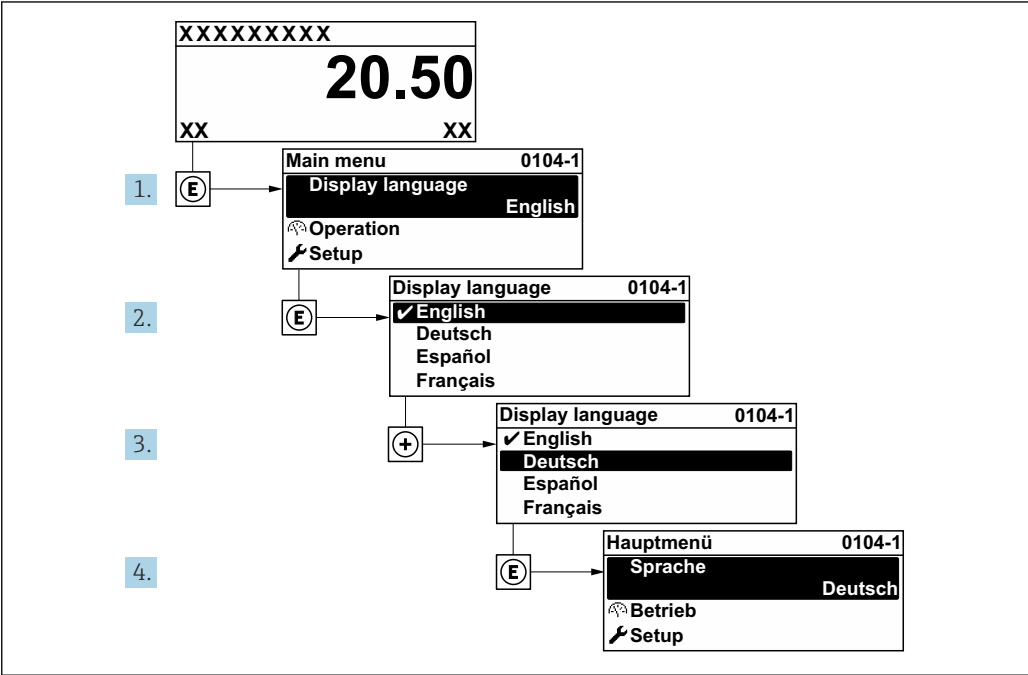 XXXXXXXXX
20.50
XX XX
1. E
Main menu 0104-1
Display language
English
Operation
Setup
2. E
Display language 0104-1
✔ English
Deutsch
Español
Français
3. +
Display language 0104-1
✔ English
Deutsch
Español
Français
4. E
Hauptmenü 0104-1
Sprache
Deutsch
Betrieb
Setup